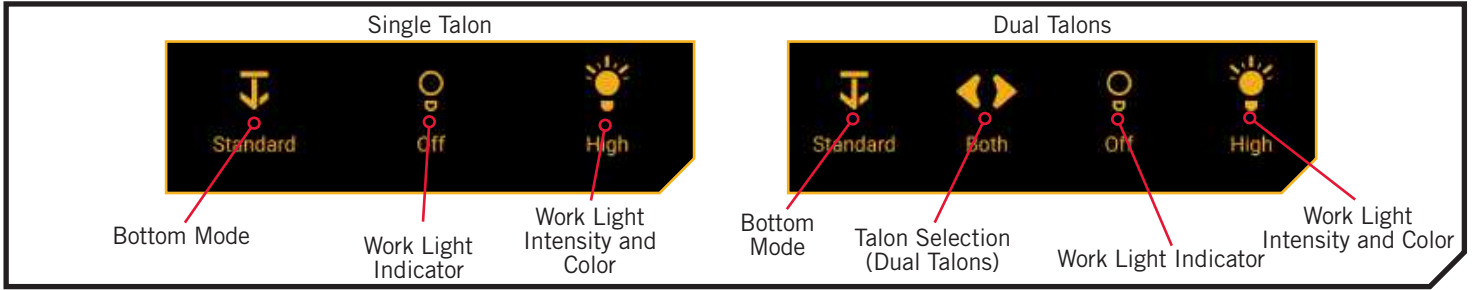 Single Talon
Standard
Off
High
Bottom Mode
Work Light
Indicator
Work Light
Intensity and
Color
Dual Talons
Standard
Both
Off
High
Bottom
Mode
Talon Selection
(Dual Talons)
Work Light Indicator
Work Light
Intensity and Color